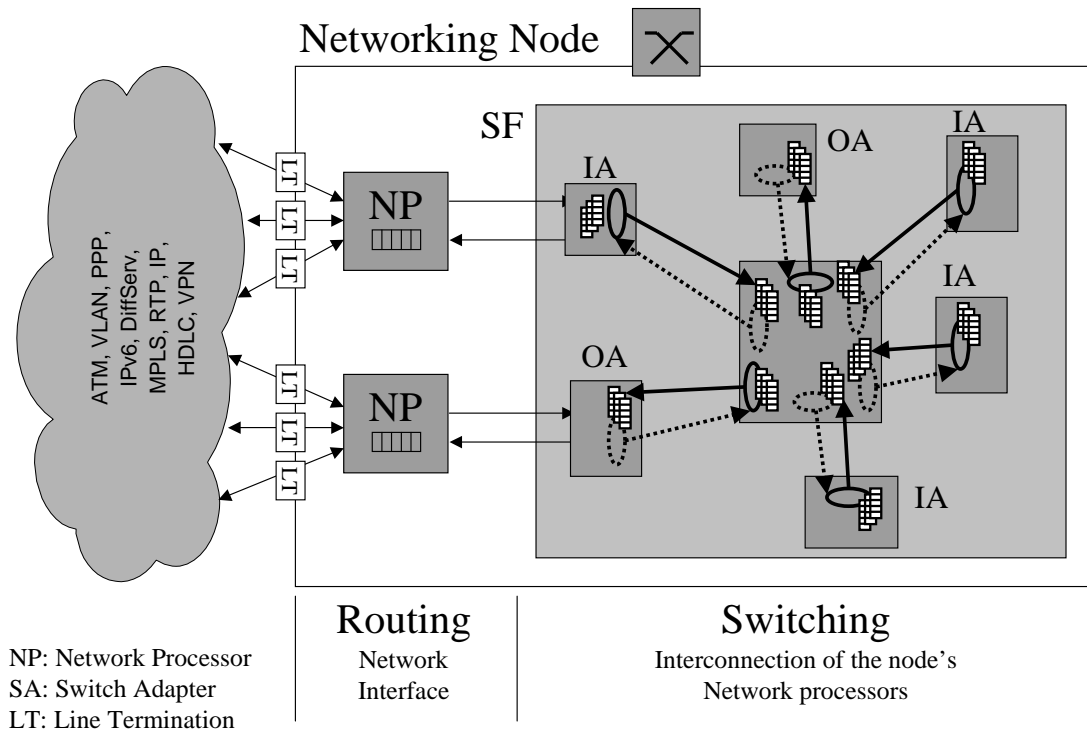 Networking Node
SF
IA
OA
IA
IA
OA
IA
LT
LT
LT
LT
LT
LT
NP
NP
ATM, VLAN, PPP,
IPv6, DiffServ,
MPLS, RTP, IP,
HDLC, VPN
Routing
Network
Interface
Switching
Interconnection of the node's
Network processors
NP: Network Processor
SA: Switch Adapter
LT: Line Termination